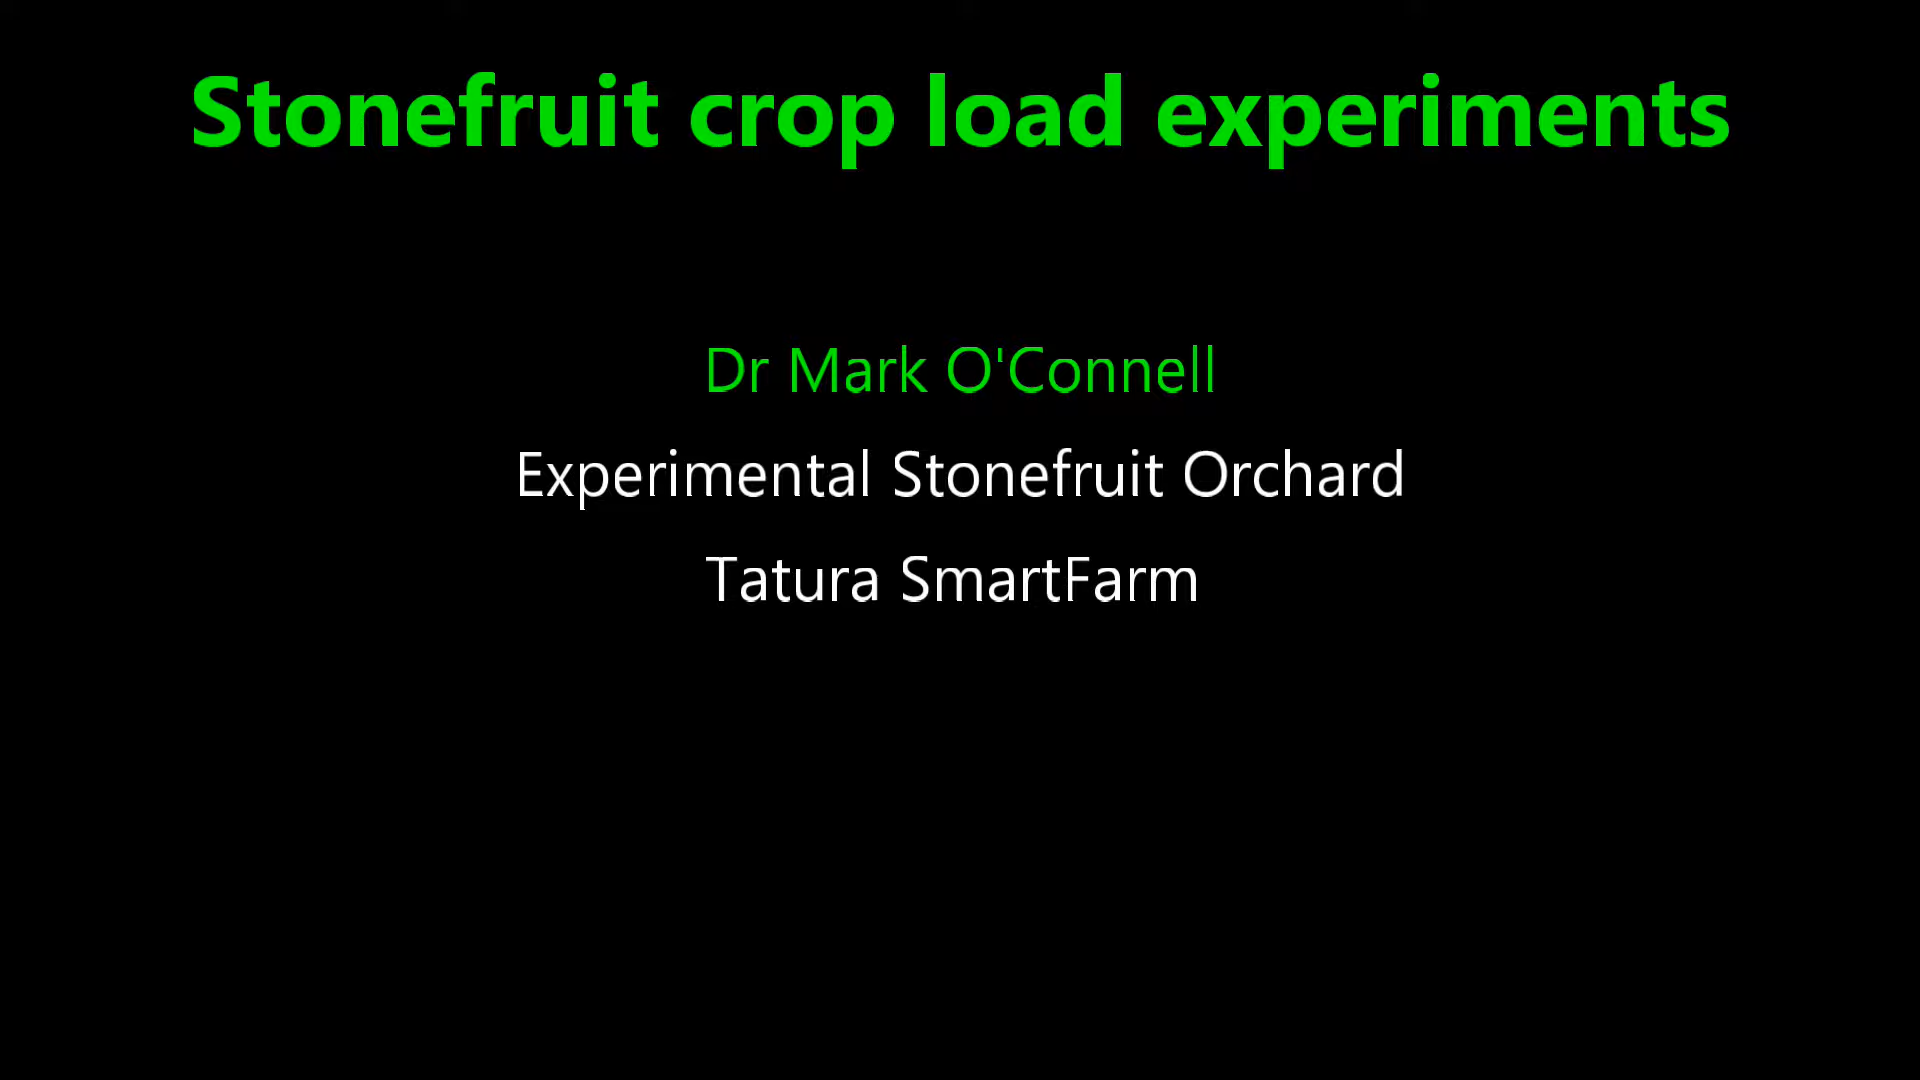 Stonefruit crop load experiments
Dr Mark O'Connell
Experimental Stonefruit Orchard
Tatura SmartFarm